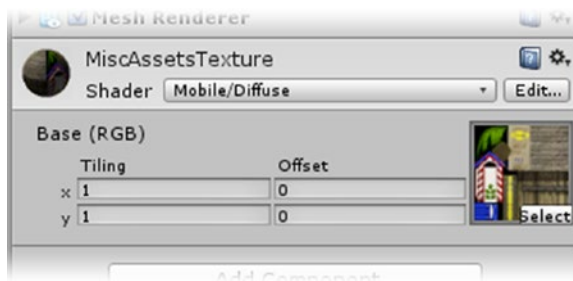 Mesh Renderer
MiscAssetsTexture
Shader Mobile/Diffuse Edit...
Base (RGB)
Tiling Offset
x 1 0
y 1 0
Select
Add Component